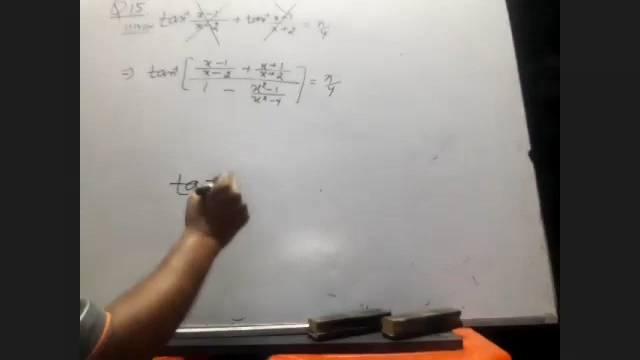 Q15
tan⁻¹ x-1/x-2 + tan⁻¹ x+1/x+2 = π/4
⇒ tan⁻¹ [ (x-1/x-2 + x+1/x+2) / (1 - x²-1/x²-4) ] = π/4
tan